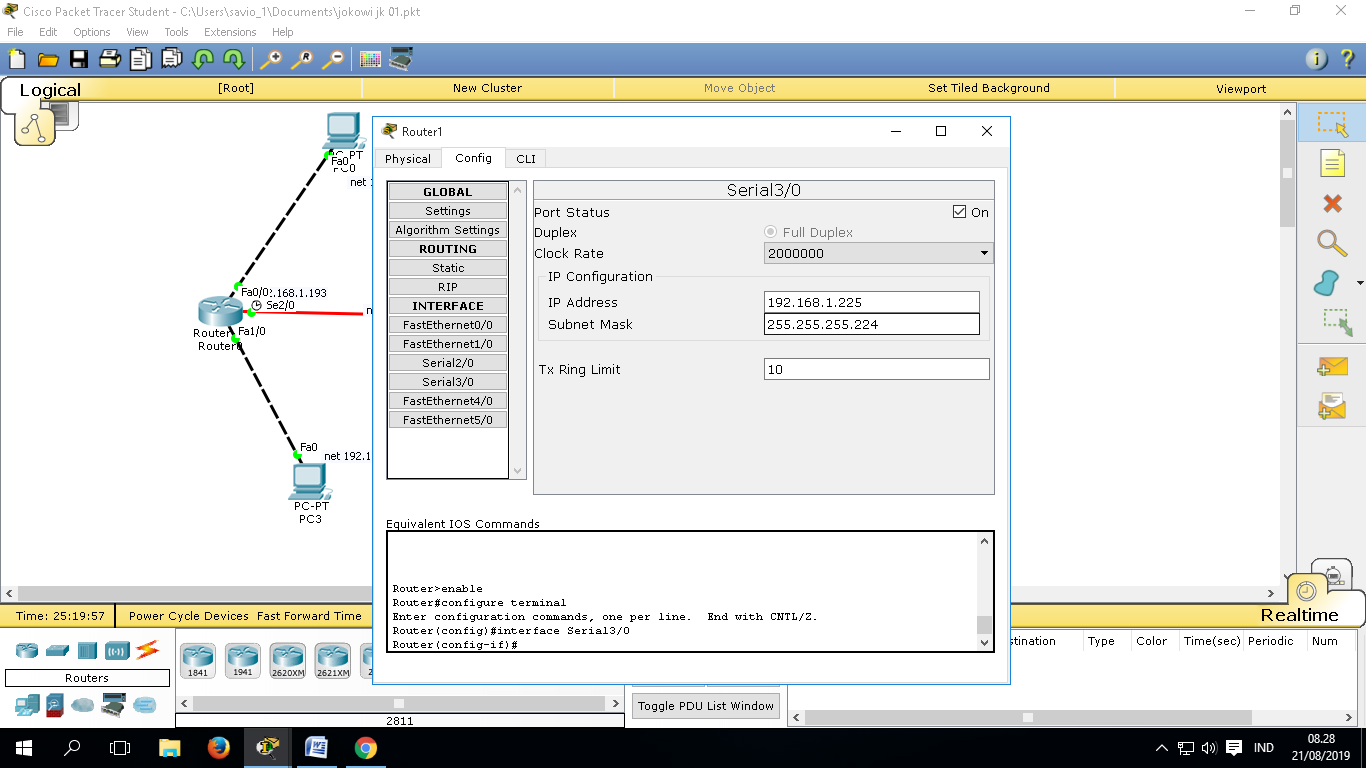 Cisco Packet Tracer Student - C:\Users\savio_1\Documents\jokowi jk 01.pkt
File Edit Options View Tools Extensions Help
Logical [Root] New Cluster Move Object Set Tiled Background Viewport
Router1
Physical Config CLI
GLOBAL
Settings
Algorithm Settings
ROUTING
Static
RIP
INTERFACE
FastEthernet0/0
FastEthernet1/0
Serial2/0
Serial3/0
FastEthernet4/0
FastEthernet5/0
Serial3/0
Port Status On
Duplex Full Duplex
Clock Rate 2000000
IP Configuration
IP Address 192.168.1.225
Subnet Mask 255.255.255.224
Tx Ring Limit 10
Equivalent IOS Commands
Router>enable
Router#configure terminal
Enter configuration commands, one per line. End with CNTL/Z.
Router(config)#interface Serial3/0
Router(config-if)#
Fa0
net 1
Fa0/0 2.168.1.193
Se2/0
Fa1/0
Router
Fa0
net 192.1
PC-PT
PC3
Time: 25:19:57 Power Cycle Devices Fast Forward Time
Realtime
Routers
1841 1941 2620XM 2621XM
2811
Toggle PDU List Window
Type Color Time(sec) Periodic Num
IND
08.28
21/08/2019